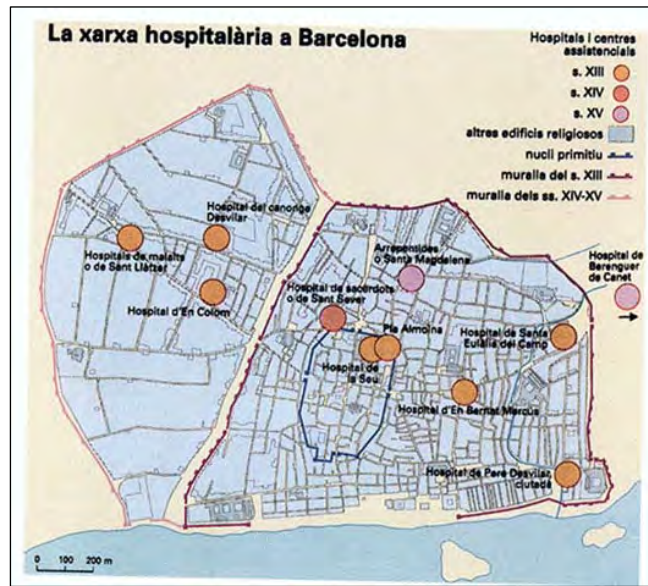 La xarxa hospitalària a Barcelona
Hospitals i centres
assistencials
s. XIII
s. XIV
s. XV
altres edificis religiosos
nucli primitiu
muralla del s. XIII
muralla dels ss. XIV-XV
Hospital del canonge
Desvilar
Hospitals de malalts
o de Sant Llàtzer
Hospital d'En Colom
Arrepentides
o Santa Magdalena
Hospital de sacerdots
o de Sant Sever
Pia Almoina
Hospital de
la Seu
Hospital de
Berenguer
de Canet
Hospital de Santa
Eulàlia del Camp
Hospital d'En Bernat Marcús
Hospital de Pere Desvilar,
ciutadà
0 100 200 m